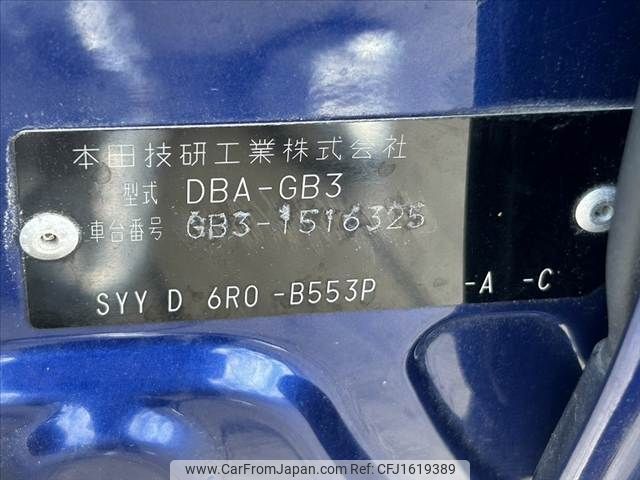 本田技研工業株式会社
型式 DBA-GB3
車台番号 GB3-1516325
SYY D 6R0 -B553P -A -C
www.CarFromJapan.com | Ref. No: CFJ1619389